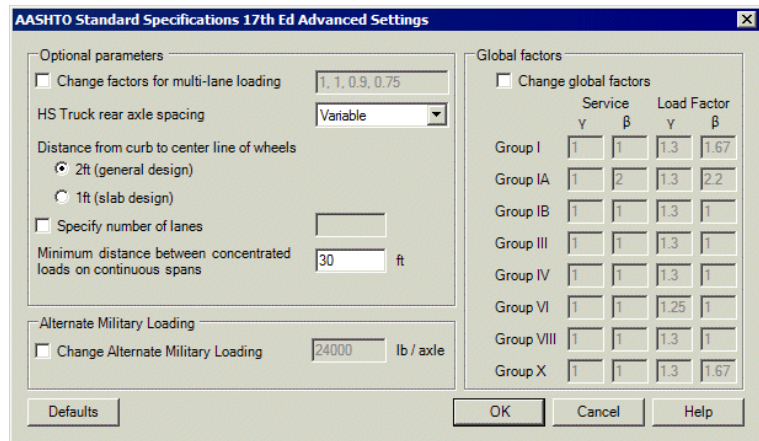 AASHTO Standard Specifications 17th Ed Advanced Settings
Optional parameters
Change factors for multi-lane loading 1, 1, 0.9, 0.75
HS Truck rear axle spacing Variable
Distance from curb to center line of wheels
2ft (general design)
1ft (slab design)
Specify number of lanes
Minimum distance between concentrated
loads on continuous spans 30 ft
Alternate Military Loading
Change Alternate Military Loading 24000 lb / axle
Global factors
Change global factors
Service Load Factor
γ β γ β
Group I 1 1 1.3 1.67
Group IA 1 2 1.3 2.2
Group IB 1 1 1.3 1
Group III 1 1 1.3 1
Group IV 1 1 1.3 1
Group VI 1 1 1.25 1
Group VIII 1 1 1.3 1
Group X 1 1 1.3 1.67
Defaults OK Cancel Help